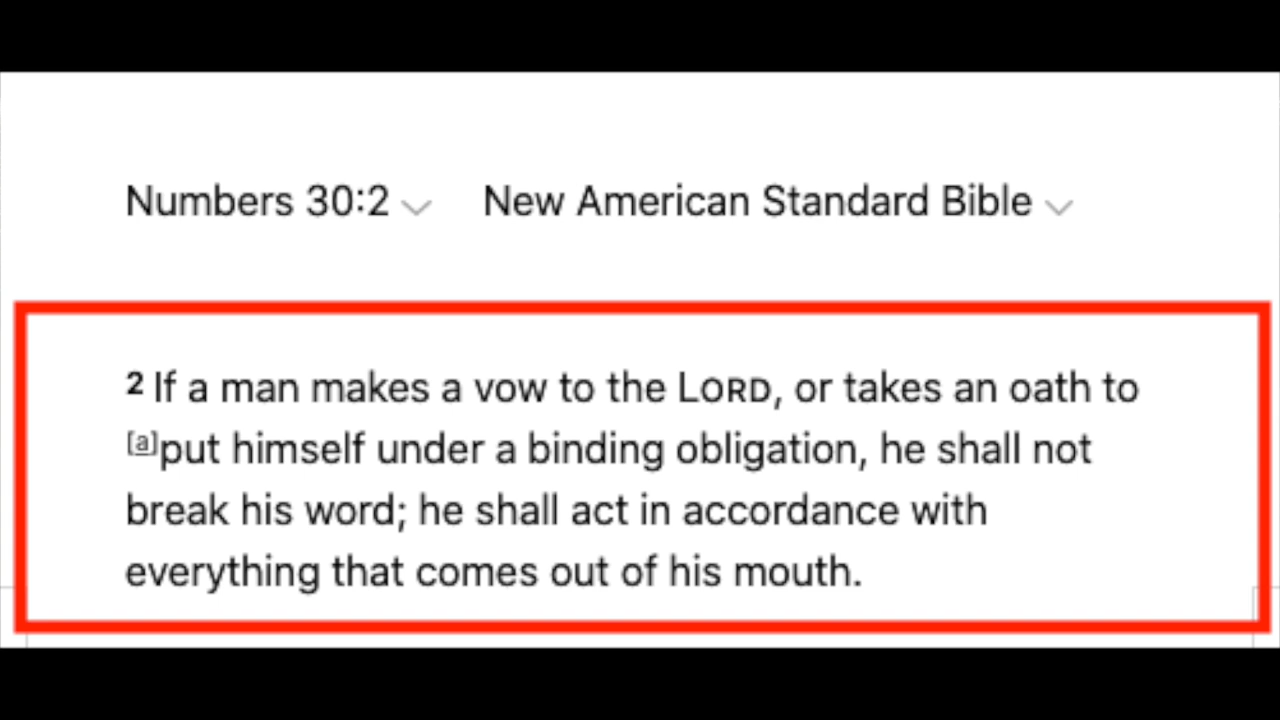 Numbers 30:2 New American Standard Bible
2 If a man makes a vow to the LORD, or takes an oath to
[a]put himself under a binding obligation, he shall not
break his word; he shall act in accordance with
everything that comes out of his mouth.